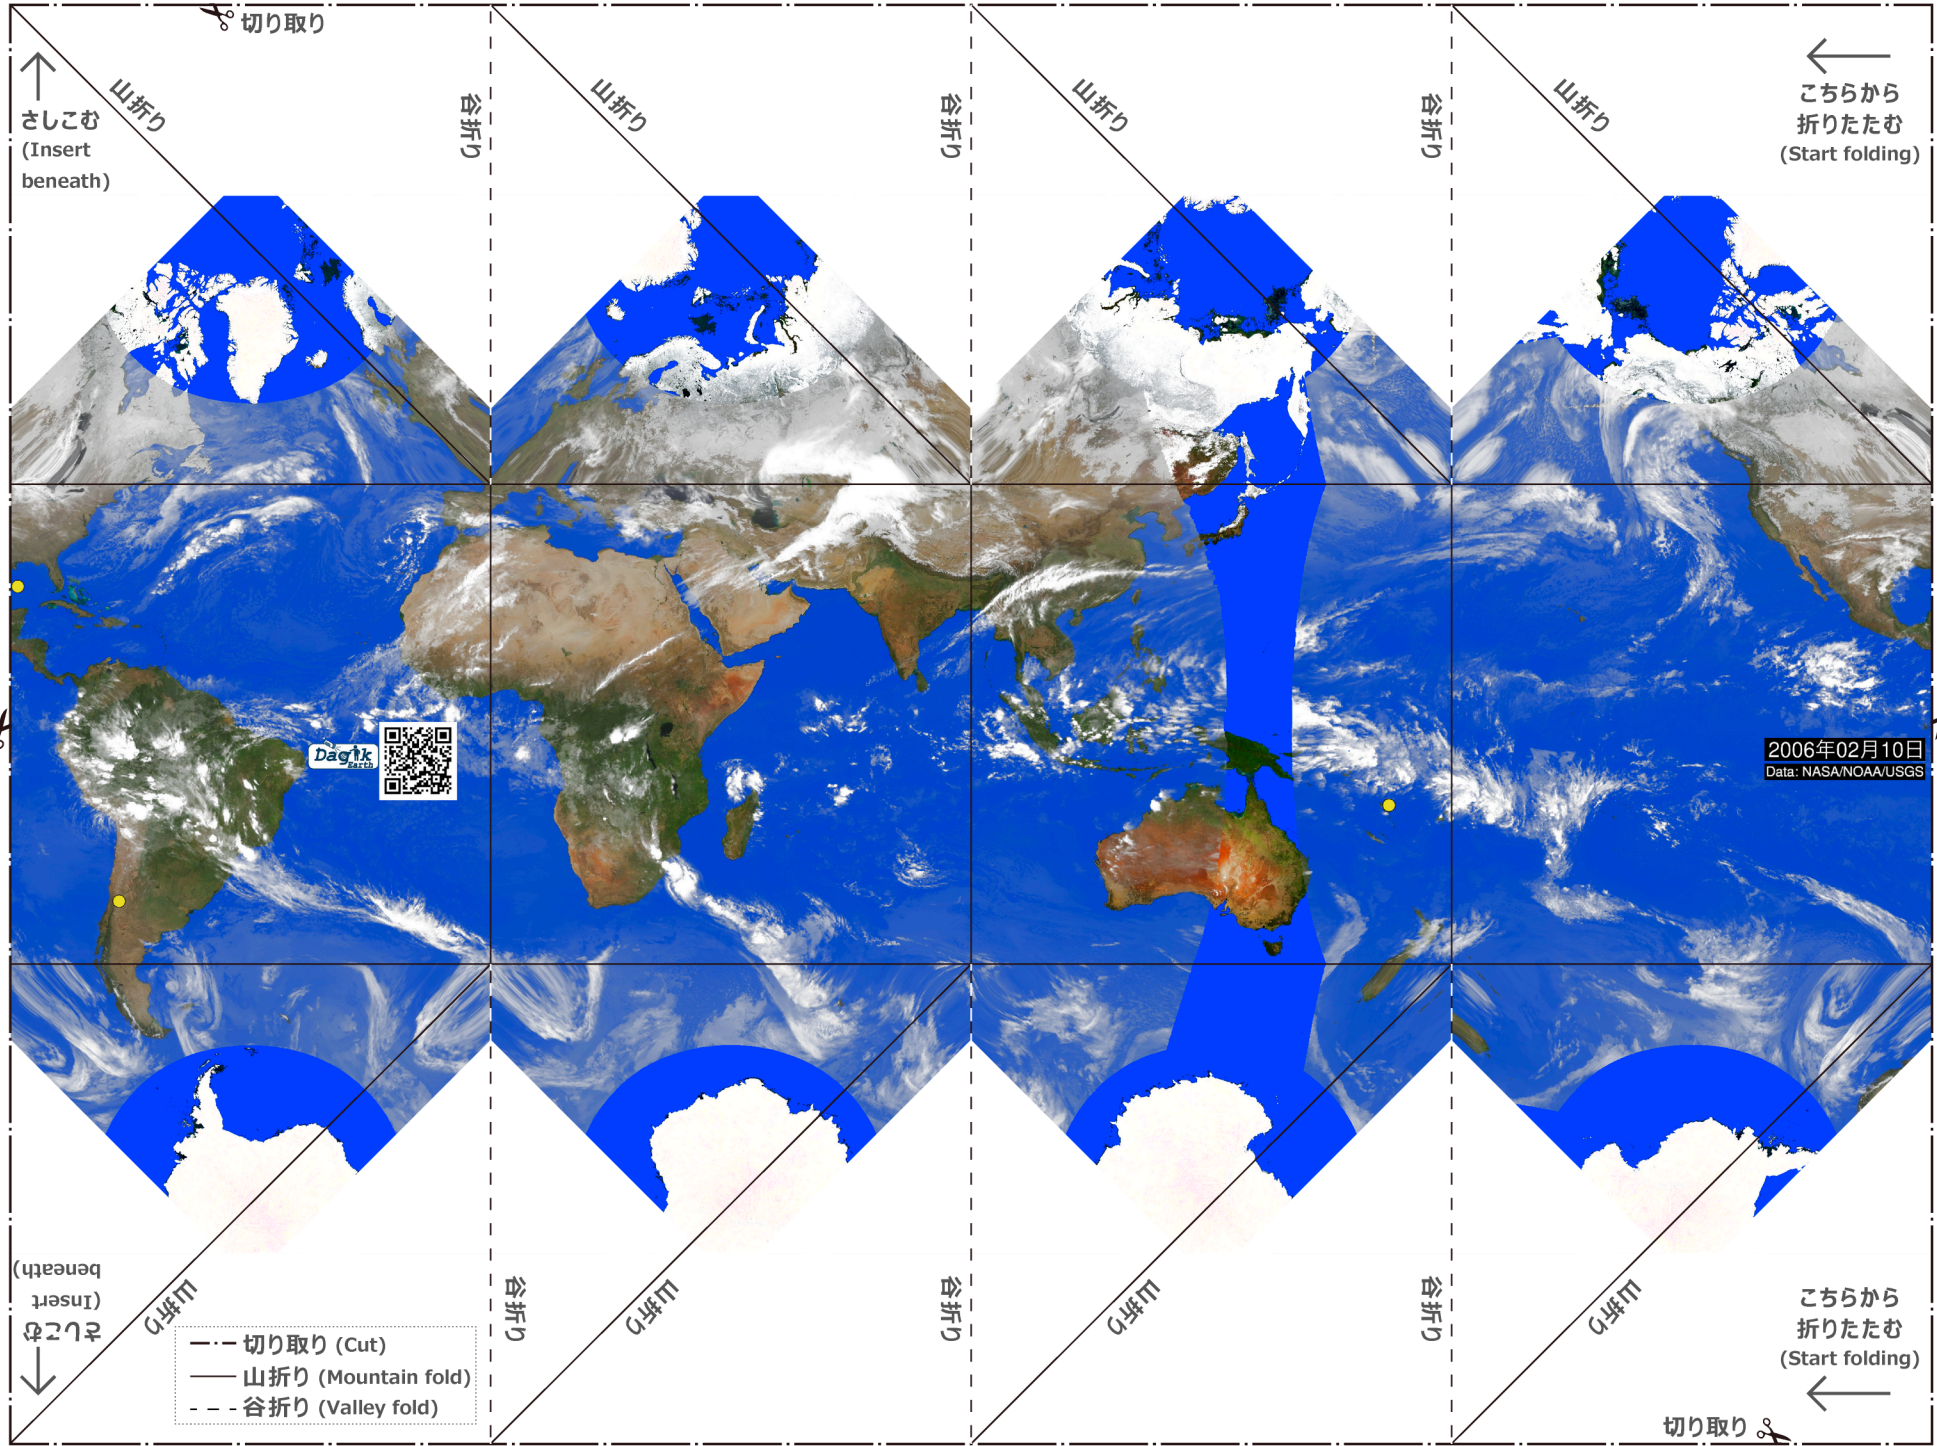 切り取り
さしこむ
(Insert
beneath)
山折り
谷折り
山折り
谷折り
山折り
谷折り
山折り
こちらから
折りたたむ
(Start folding)
Dagik
Earth
2006年02月10日
Data: NASA/NOAA/USGS
さしこむ
(Insert
beneath)
山折り
谷折り
山折り
谷折り
山折り
谷折り
山折り
こちらから
折りたたむ
(Start folding)
切り取り (Cut)
山折り (Mountain fold)
谷折り (Valley fold)
切り取り